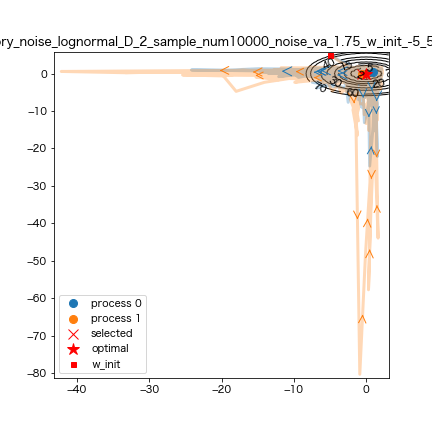 ory_noise_lognormal_D_2_sample_num10000_noise_va_1.75_w_init_-5_5
0
−10
−20
−30
−40
−50
−60
−70
−80
−40
−30
−20
−10
0
process 0
process 1
selected
optimal
w_init